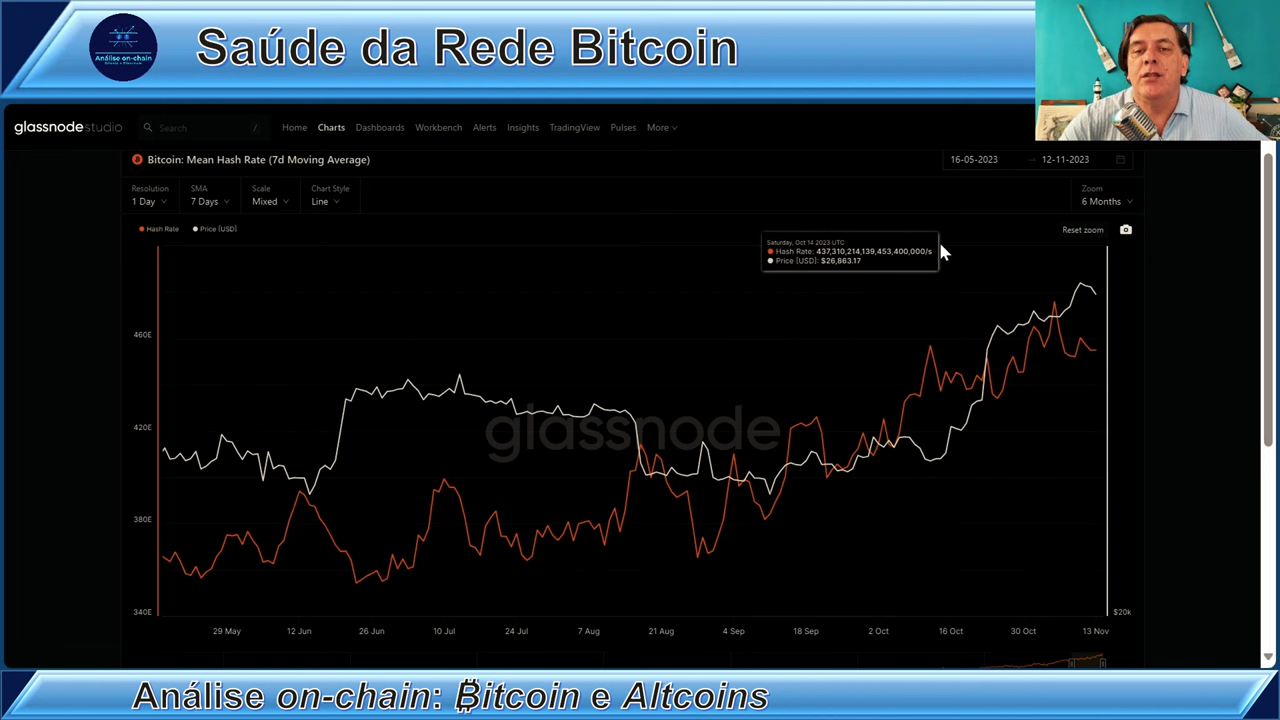 Saúde da Rede Bitcoin
Análise on-chain
glassnode studio
Search /
Home Charts Dashboards Workbench Alerts Insights TradingView Pulses More
Bitcoin: Mean Hash Rate (7d Moving Average)
16-05-2023 → 12-11-2023
Resolution SMA Scale Chart Style Zoom
1 Day 7 Days Mixed Line 6 Months
Hash Rate Price [USD]
Reset zoom
Saturday, Oct 14 2023 UTC
Hash Rate: 437,310,214,139,453,400,000/s
Price [USD]: $26,863.17
460E
420E
glassnode
380E
340E
$20k
29 May 12 Jun 26 Jun 10 Jul 24 Jul 7 Aug 21 Aug 4 Sep 18 Sep 2 Oct 16 Oct 30 Oct 13 Nov
Análise on-chain: ₿itcoin e Altcoins